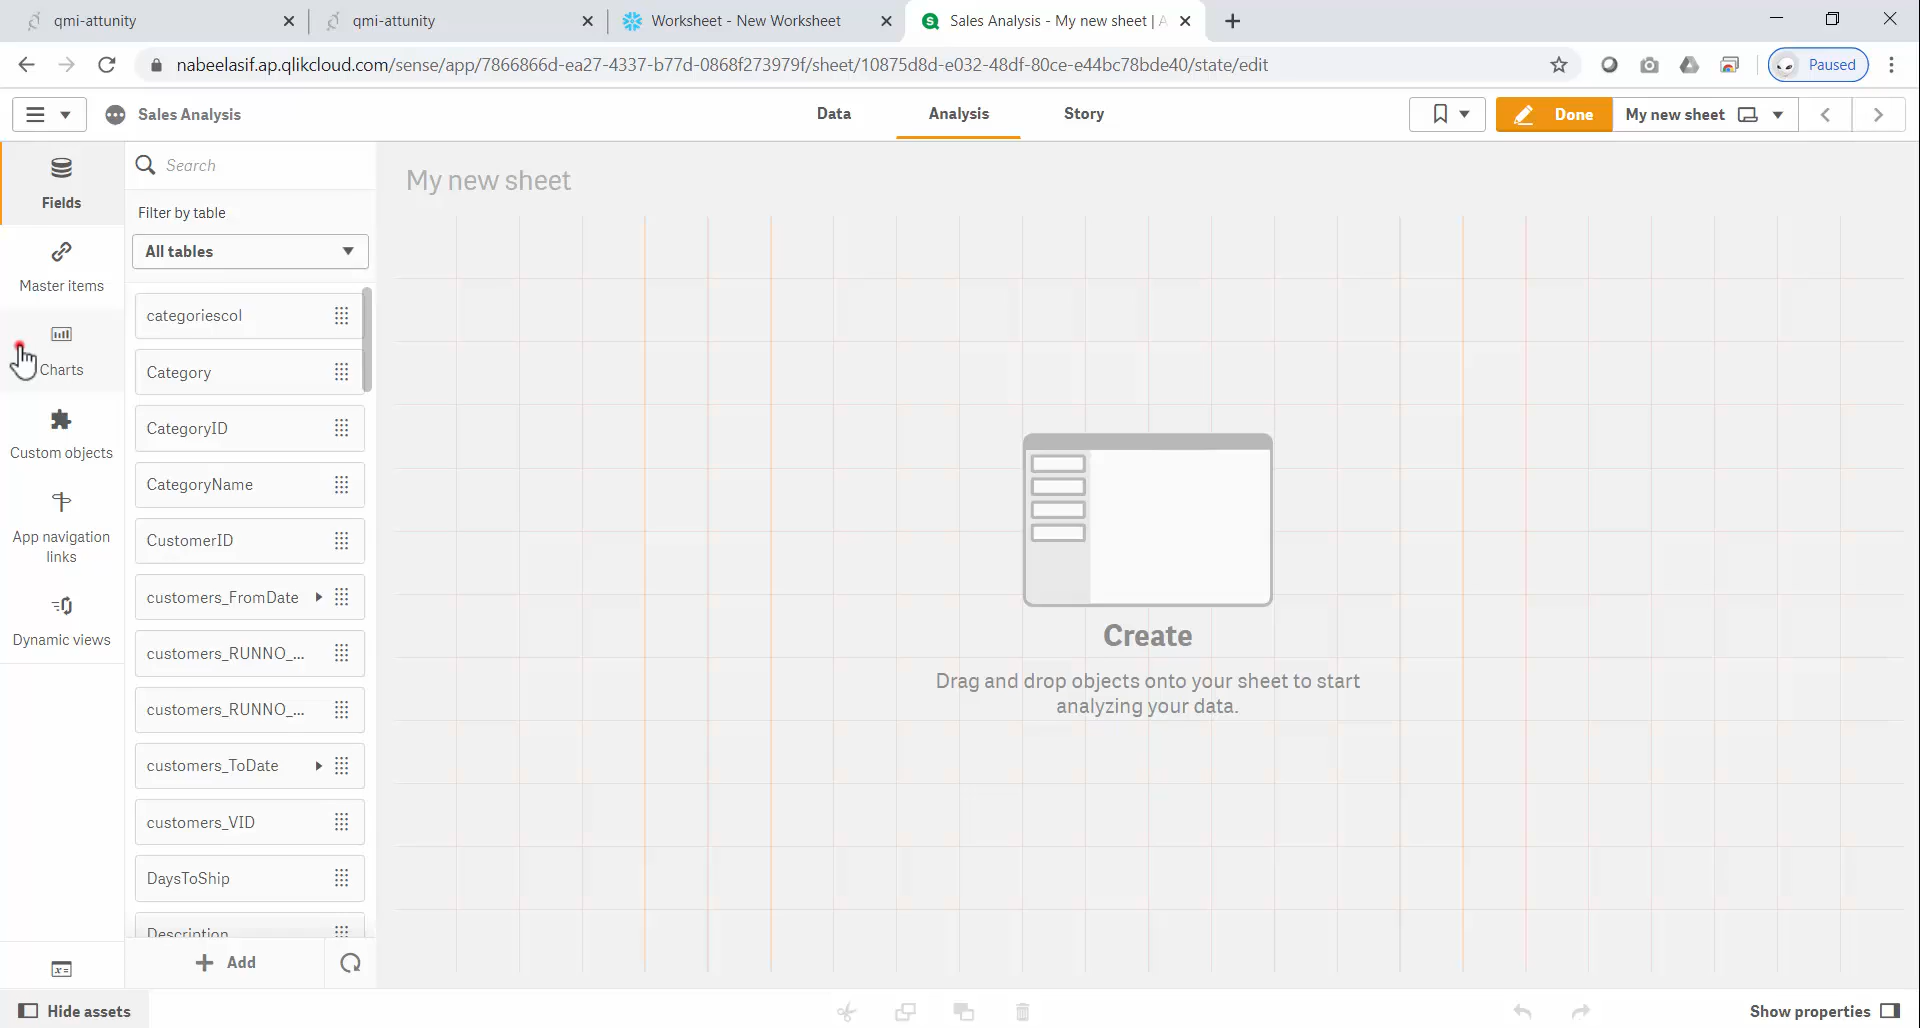 qmi-attunity
qmi-attunity
Worksheet - New Worksheet
Sales Analysis - My new sheet | A
nabeelasif.ap.qlikcloud.com/sense/app/7866866d-ea27-4337-b77d-0868f273979f/sheet/10875d8d-e032-48df-80ce-e44bc78bde40/state/edit
Paused
Sales Analysis
Data
Analysis
Story
Done
My new sheet
Fields
Master items
Charts
Custom objects
App navigation
links
Dynamic views
Search
Filter by table
All tables
categoriescol
Category
CategoryID
CategoryName
CustomerID
customers_FromDate
customers_RUNNO_...
customers_RUNNO_...
customers_ToDate
customers_VID
DaysToShip
Description
Add
My new sheet
Create
Drag and drop objects onto your sheet to start
analyzing your data.
Hide assets
Show properties